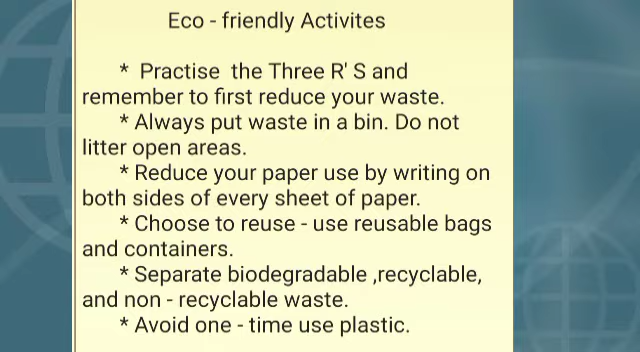 Eco - friendly Activites
* Practise the Three R' S and
remember to first reduce your waste.
* Always put waste in a bin. Do not
litter open areas.
* Reduce your paper use by writing on
both sides of every sheet of paper.
* Choose to reuse - use reusable bags
and containers.
* Separate biodegradable ,recyclable,
and non - recyclable waste.
* Avoid one - time use plastic.